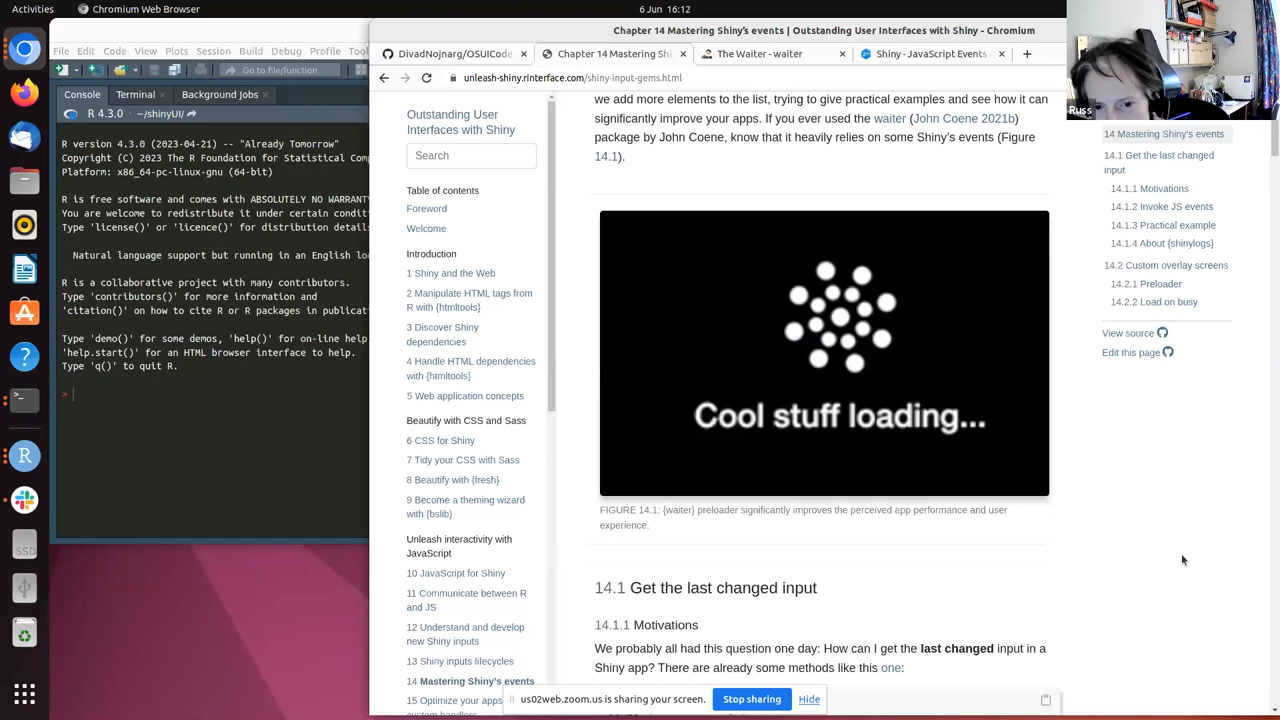 Activities
Chromium Web Browser
6 Jun 16:12
Chapter 14 Mastering Shiny's events | Outstanding User Interfaces with Shiny - Chromium
File Edit Code View Plots Session Build Debug Profile Tools
Go to file/function
DivadNojnarg/OSUICode
Chapter 14 Mastering Shi
The Waiter - waiter
Shiny - JavaScript Events
unleash-shiny.rinterface.com/shiny-input-gems.html
Console Terminal Background Jobs
R 4.3.0 · ~/shinyUI/
R version 4.3.0 (2023-04-21) -- "Already Tomorrow"
Copyright (C) 2023 The R Foundation for Statistical Comp
Platform: x86_64-pc-linux-gnu (64-bit)
R is free software and comes with ABSOLUTELY NO WARRANTY
You are welcome to redistribute it under certain condit
Type 'license()' or 'licence()' for distribution details
Natural language support but running in an English lo
R is a collaborative project with many contributors.
Type 'contributors()' for more information and
'citation()' on how to cite R or R packages in publicat
Type 'demo()' for some demos, 'help()' for on-line help
'help.start()' for an HTML browser interface to help.
Type 'q()' to quit R.
>
SSD
Outstanding User
Interfaces with Shiny
Search
Table of contents
Foreword
Welcome
Introduction
1 Shiny and the Web
2 Manipulate HTML tags from
R with {htmltools}
3 Discover Shiny
dependencies
4 Handle HTML dependencies
with {htmltools}
5 Web application concepts
Beautify with CSS and Sass
6 CSS for Shiny
7 Tidy your CSS with Sass
8 Beautify with {fresh}
9 Become a theming wizard
with {bslib}
Unleash interactivity with
JavaScript
10 JavaScript for Shiny
11 Communicate between R
and JS
12 Understand and develop
new Shiny inputs
13 Shiny inputs lifecycles
14 Mastering Shiny's events
15 Optimize your apps
custom handlers
we add more elements to the list, trying to give practical examples and see how it can
significantly improve your apps. If you ever used the waiter (John Coene 2021b)
package by John Coene, know that it heavily relies on some Shiny's events (Figure
14.1).
Cool stuff loading...
FIGURE 14.1: {waiter} preloader significantly improves the perceived app performance and user
experience.
14.1 Get the last changed input
14.1.1 Motivations
We probably all had this question one day: How can I get the last changed input in a
Shiny app? There are already some methods like this one:
Russ
14 Mastering Shiny's events
14.1 Get the last changed
input
14.1.1 Motivations
14.1.2 Invoke JS events
14.1.3 Practical example
14.1.4 About {shinylogs}
14.2 Custom overlay screens
14.2.1 Preloader
14.2.2 Load on busy
View source
Edit this page
us02web.zoom.us is sharing your screen.
Stop sharing
Hide